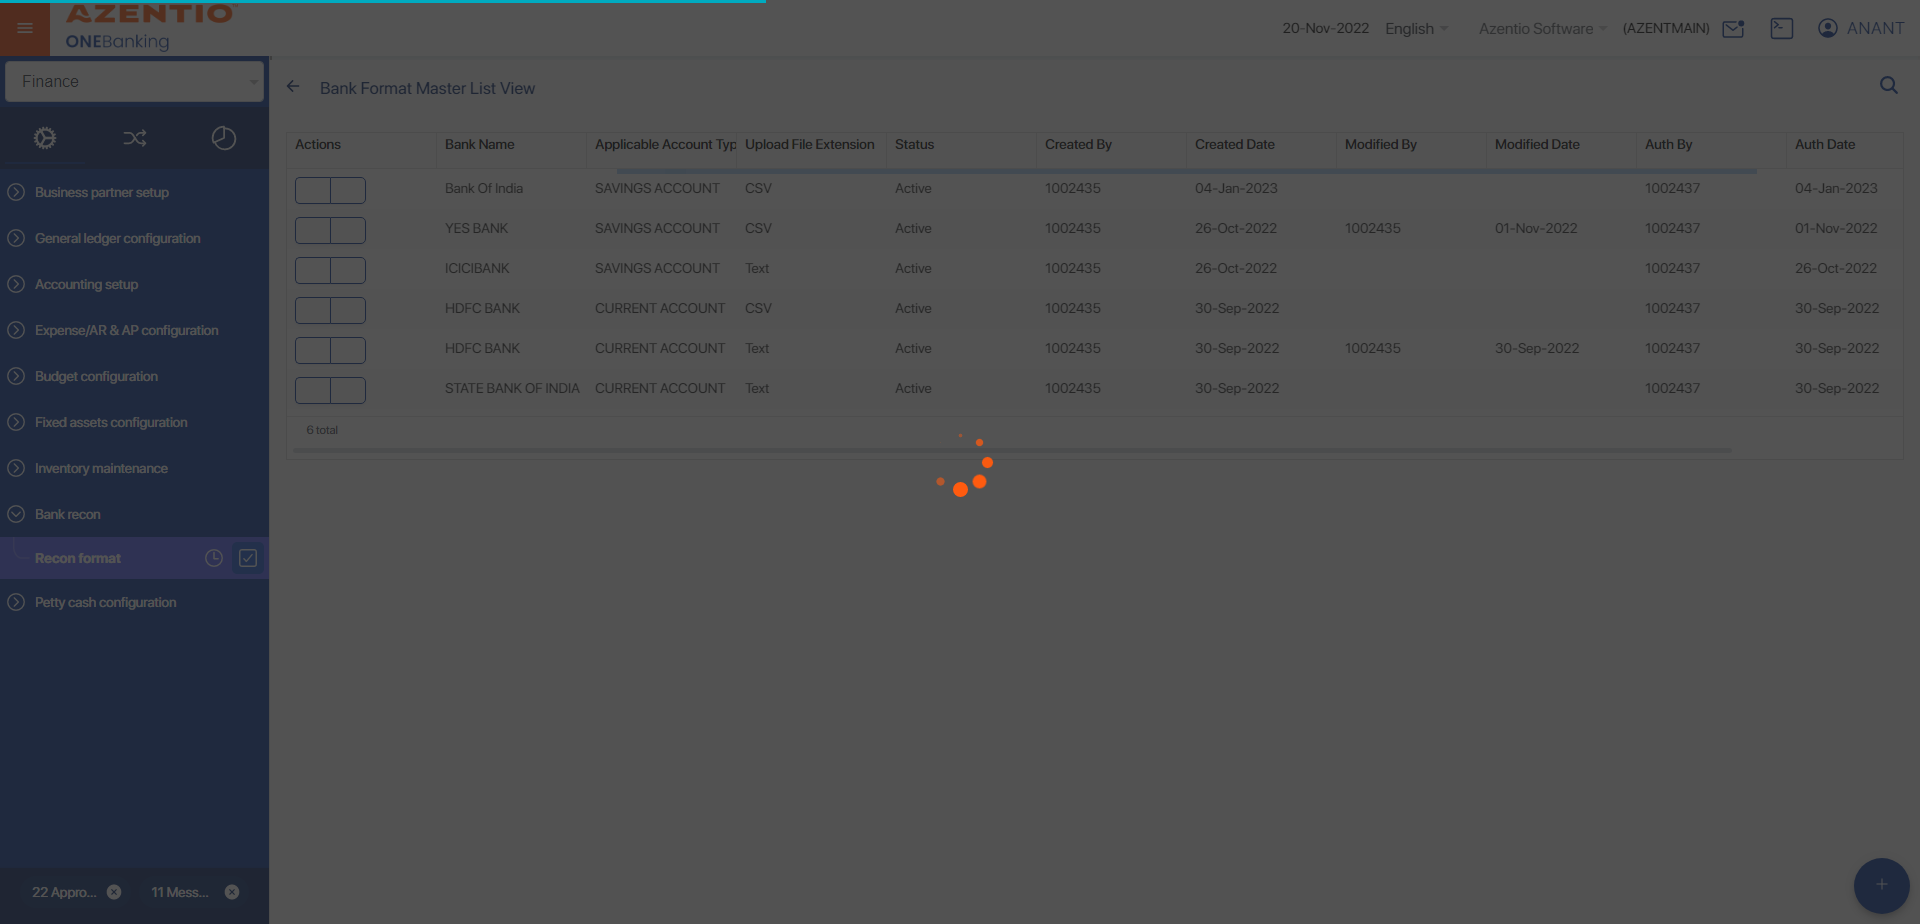 AZENTIO
ONEBanking
20-Nov-2022 English Azentio Software (AZENTMAIN) ANANT
Finance
Business partner setup
General ledger configuration
Accounting setup
Expense/AR & AP configuration
Budget configuration
Fixed assets configuration
Inventory maintenance
Bank recon
Recon format
Petty cash configuration
22 Appro... 11 Mess...
Bank Format Master List View
Actions Bank Name Applicable Account Typ Upload File Extension Status Created By Created Date Modified By Modified Date Auth By Auth Date
Bank Of India SAVINGS ACCOUNT CSV Active 1002435 04-Jan-2023 1002437 04-Jan-2023
YES BANK SAVINGS ACCOUNT CSV Active 1002435 26-Oct-2022 1002435 01-Nov-2022 1002437 01-Nov-2022
ICICIBANK SAVINGS ACCOUNT Text Active 1002435 26-Oct-2022 1002437 26-Oct-2022
HDFC BANK CURRENT ACCOUNT CSV Active 1002435 30-Sep-2022 1002437 30-Sep-2022
HDFC BANK CURRENT ACCOUNT Text Active 1002435 30-Sep-2022 1002435 30-Sep-2022 1002437 30-Sep-2022
STATE BANK OF INDIA CURRENT ACCOUNT Text Active 1002435 30-Sep-2022 1002437 30-Sep-2022
6 total